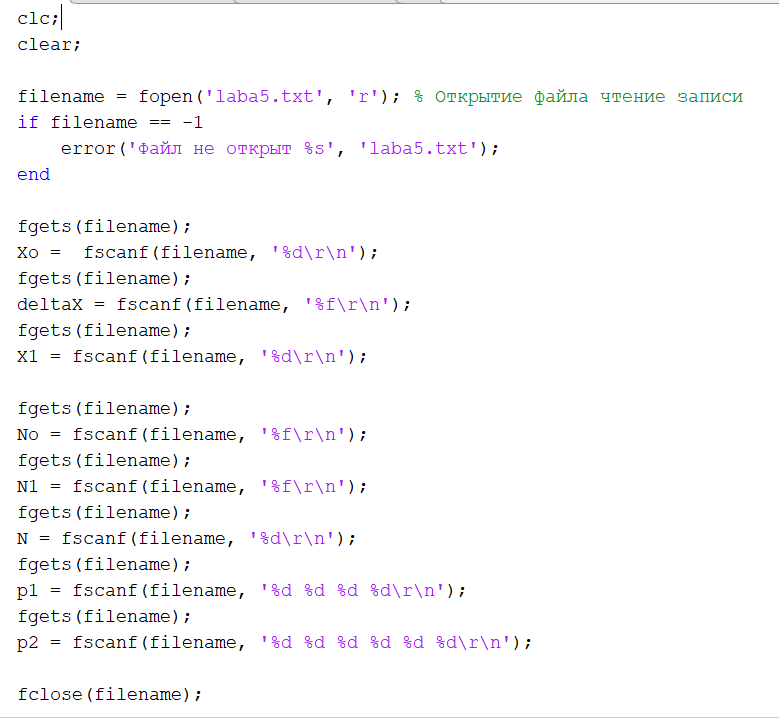 clc;
clear;
filename = fopen('laba5.txt', 'r'); % Открытие файла чтение записи
if filename == -1
    error('Файл не открыт %s', 'laba5.txt');
end
fgets(filename);
Xo =  fscanf(filename, '%d\r\n');
fgets(filename);
deltaX = fscanf(filename, '%f\r\n');
fgets(filename);
X1 = fscanf(filename, '%d\r\n');
fgets(filename);
No = fscanf(filename, '%f\r\n');
fgets(filename);
N1 = fscanf(filename, '%f\r\n');
fgets(filename);
N = fscanf(filename, '%d\r\n');
fgets(filename);
p1 = fscanf(filename, '%d %d %d %d\r\n');
fgets(filename);
p2 = fscanf(filename, '%d %d %d %d %d %d\r\n');
fclose(filename);